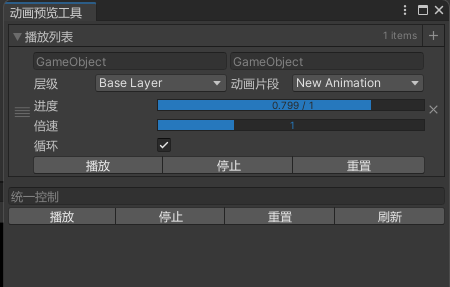 动画预览工具
播放列表 1 items
GameObject GameObject
层级 Base Layer 动画片段 New Animation
进度 0.799 / 1
倍速 1
循环
播放 停止 重置
统一控制
播放 停止 重置 刷新